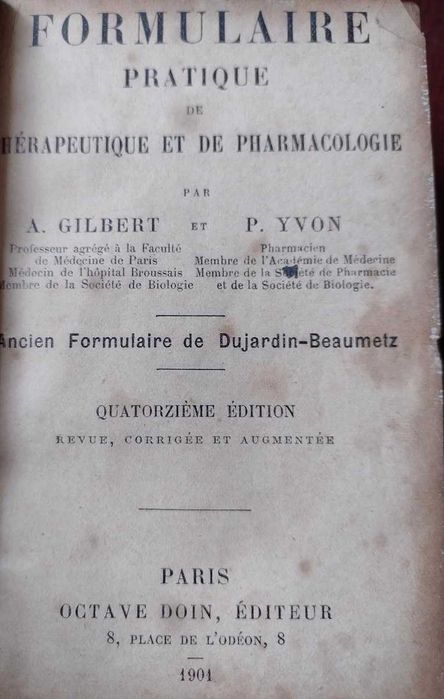 FORMULAIRE
PRATIQUE
DE
HÉRAPEUTIQUE ET DE PHARMACOLOGIE
PAR
A. GILBERT ET P. YVON
Professeur agrégé à la Faculté
de Médecine de Paris
Médecin de l'hôpital Broussais
Membre de la Société de Biologie
Pharmacien
Membre de l'Académie de Médecine
Membre de la Société de Pharmacie
et de la Société de Biologie.
Ancien Formulaire de Dujardin-Beaumetz
QUATORZIÈME ÉDITION
REVUE, CORRIGÉE ET AUGMENTÉE
PARIS
OCTAVE DOIN, ÉDITEUR
8, PLACE DE L'ODÉON, 8
1901